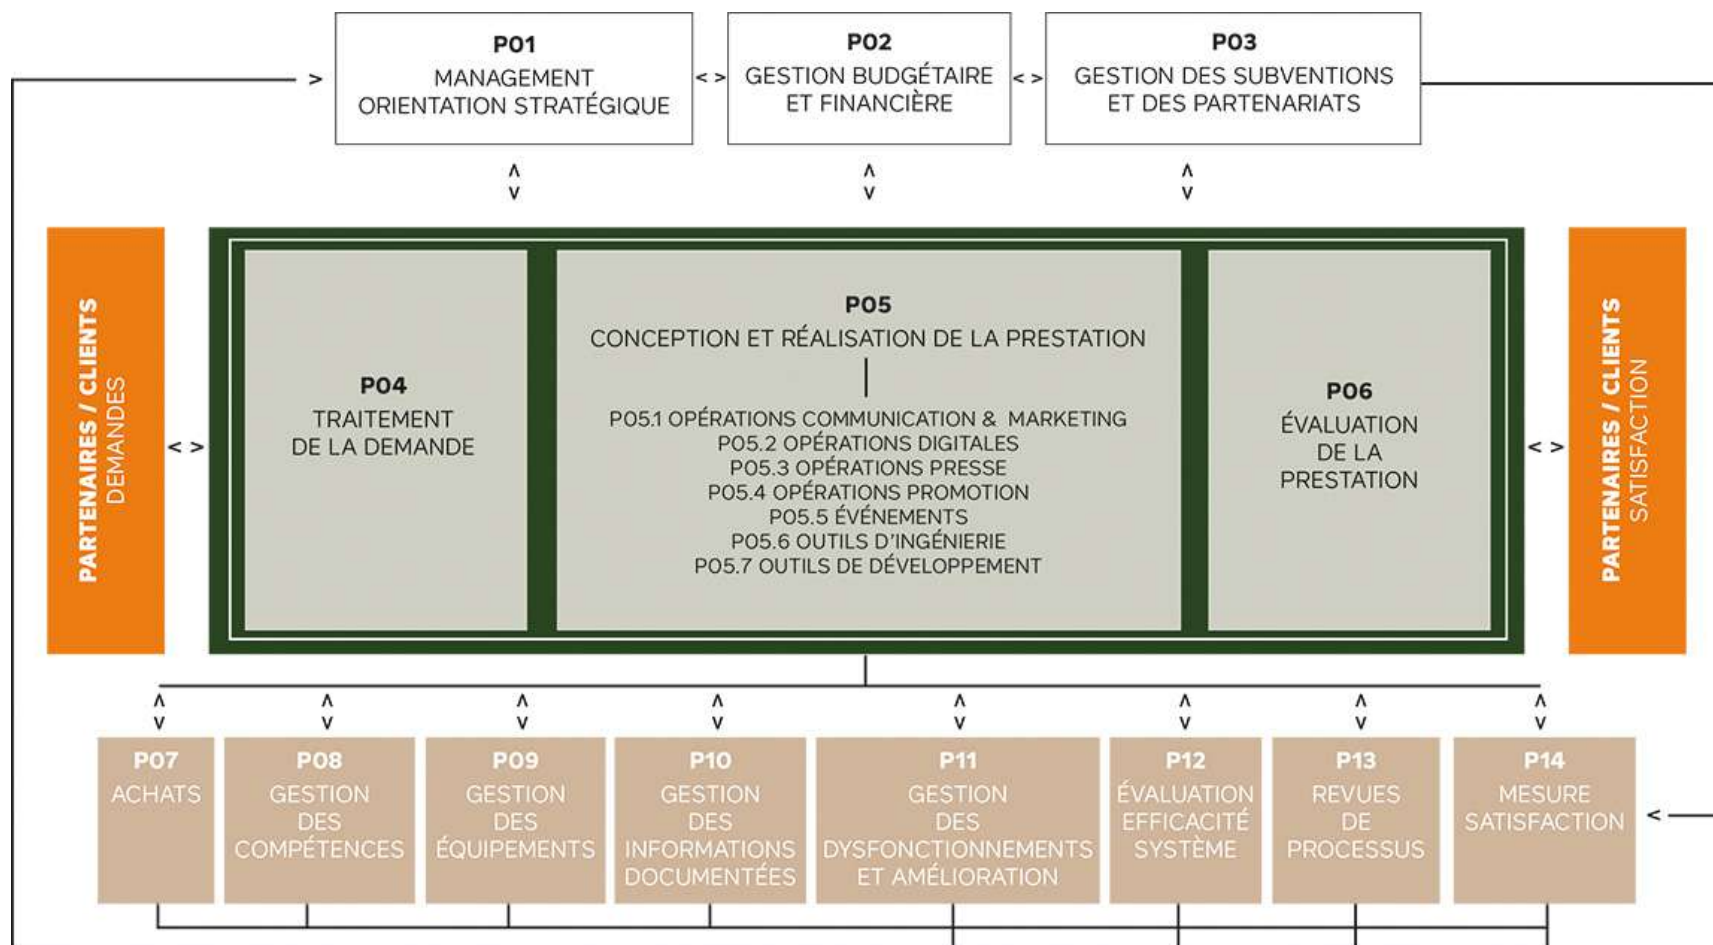 P01
MANAGEMENT
ORIENTATION STRATÉGIQUE
P02
GESTION BUDGÉTAIRE
ET FINANCIÈRE
P03
GESTION DES SUBVENTIONS
ET DES PARTENARIATS
PARTENAIRES / CLIENTS
DEMANDES
P04
TRAITEMENT
DE LA DEMANDE
P05
CONCEPTION ET RÉALISATION DE LA PRESTATION
P05.1 OPÉRATIONS COMMUNICATION & MARKETING
P05.2 OPÉRATIONS DIGITALES
P05.3 OPÉRATIONS PRESSE
P05.4 OPÉRATIONS PROMOTION
P05.5 ÉVÉNEMENTS
P05.6 OUTILS D'INGÉNIERIE
P05.7 OUTILS DE DÉVELOPPEMENT
P06
ÉVALUATION
DE LA
PRESTATION
PARTENAIRES / CLIENTS
SATISFACTION
P07
ACHATS
P08
GESTION
DES
COMPÉTENCES
P09
GESTION
DES
ÉQUIPEMENTS
P10
GESTION
DES
INFORMATIONS
DOCUMENTÉES
P11
GESTION
DES
DYSFONCTIONNEMENTS
ET AMÉLIORATION
P12
ÉVALUATION
EFFICACITÉ
SYSTÈME
P13
REVUES
DE
PROCESSUS
P14
MESURE
SATISFACTION